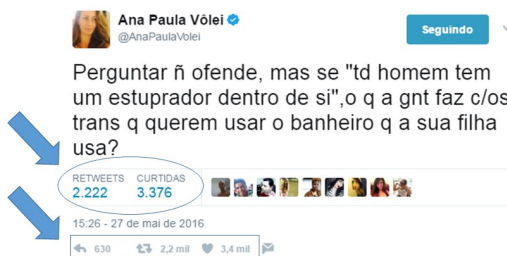 Ana Paula Vôlei
@AnaPaulaVolei
Seguindo
Perguntar ñ ofende, mas se "td homem tem
um estuprador dentro de si",o q a gnt faz c/os
trans q querem usar o banheiro q a sua filha
usa?
RETWEETS CURTIDAS
2.222 3.376
15:26 - 27 de mai de 2016
630 2,2 mil 3,4 mil